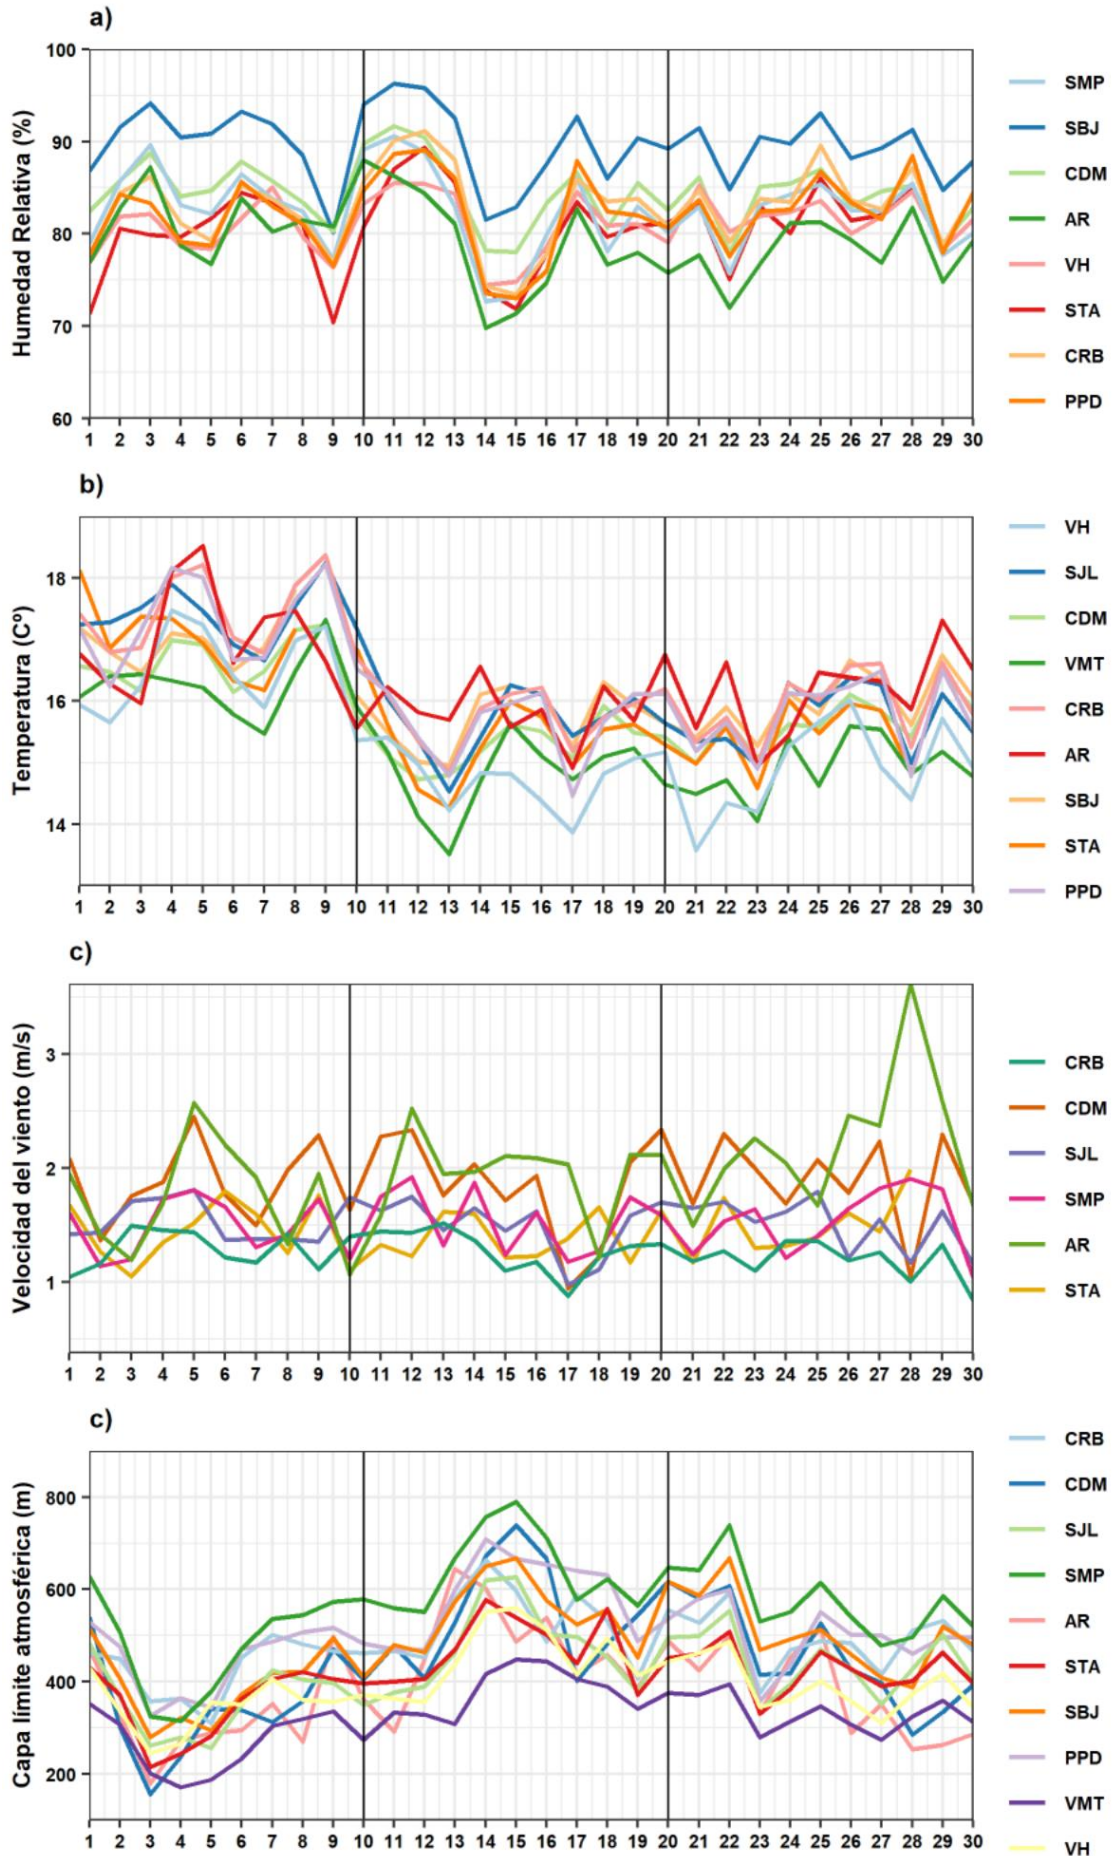 a)
Humedad Relativa (%)
100
90
80
70
60
1 2 3 4 5 6 7 8 9 10 11 12 13 14 15 16 17 18 19 20 21 22 23 24 25 26 27 28 29 30
SMP
SBJ
CDM
AR
VH
STA
CRB
PPD
b)
Temperatura (Cº)
18
16
14
1 2 3 4 5 6 7 8 9 10 11 12 13 14 15 16 17 18 19 20 21 22 23 24 25 26 27 28 29 30
VH
SJL
CDM
VMT
CRB
AR
SBJ
STA
PPD
c)
Velocidad del viento (m/s)
3
2
1
1 2 3 4 5 6 7 8 9 10 11 12 13 14 15 16 17 18 19 20 21 22 23 24 25 26 27 28 29 30
CRB
CDM
SJL
SMP
AR
STA
c)
Capa límite atmosférica (m)
800
600
400
200
1 2 3 4 5 6 7 8 9 10 11 12 13 14 15 16 17 18 19 20 21 22 23 24 25 26 27 28 29 30
CRB
CDM
SJL
SMP
AR
STA
SBJ
PPD
VMT
VH